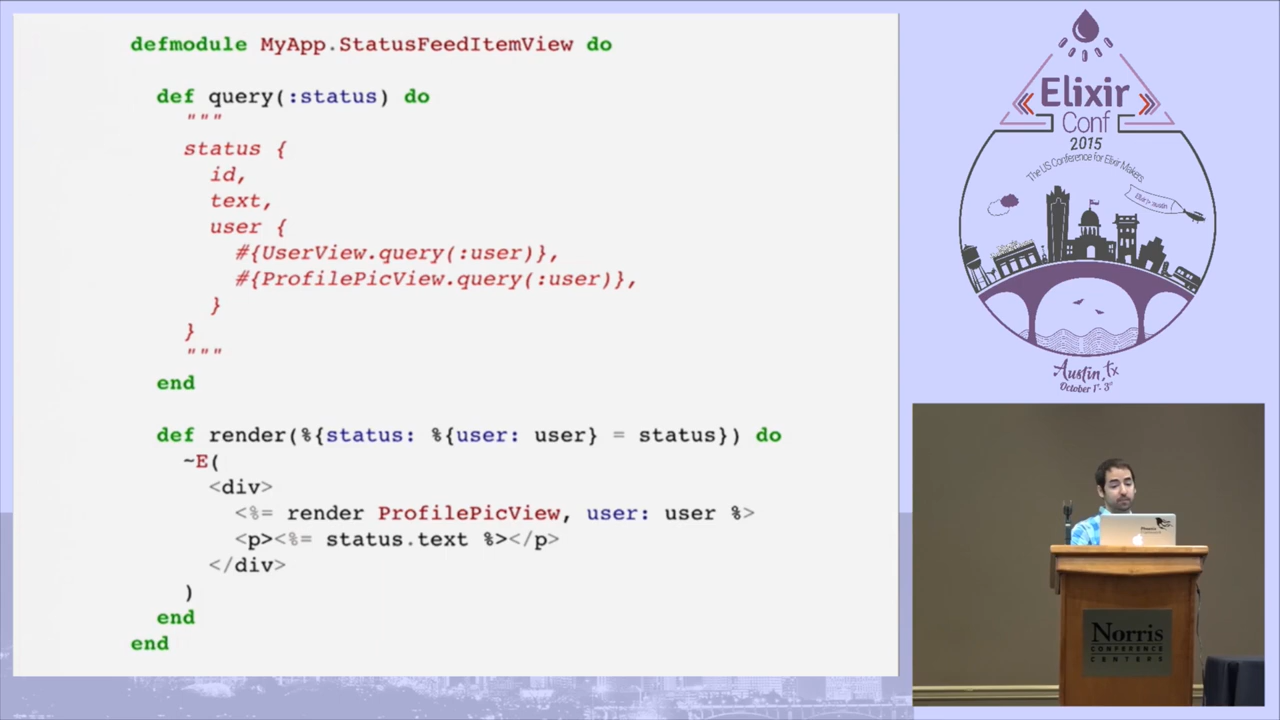 defmodule MyApp.StatusFeedItemView do
def query(:status) do
"""
status {
id,
text,
user {
#{UserView.query(:user)},
#{ProfilePicView.query(:user)},
}
}
"""
end
def render(%{status: %{user: user} = status}) do
~E(
<div>
<%= render ProfilePicView, user: user %>
<p><%= status.text %></p>
</div>
)
end
end
Elixir
Conf
2015
The US Conference for Elixir Makers
Austin, tx
October 1st - 3rd
Norris
CONFERENCE
CENTERS